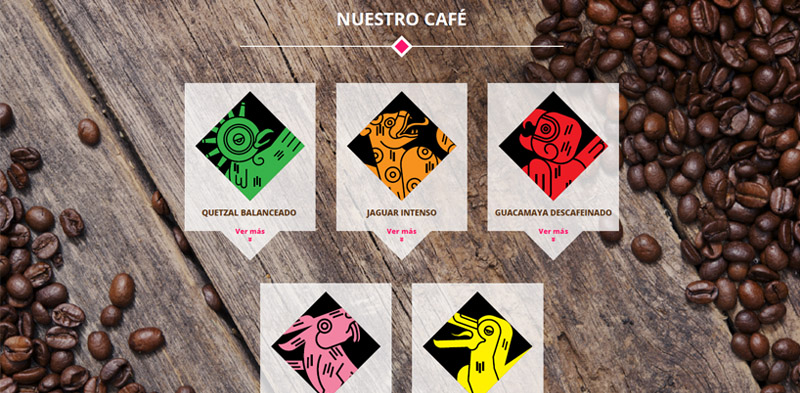 NUESTRO CAFÉ
QUETZAL BALANCEADO
JAGUAR INTENSO
GUACAMAYA DESCAFEINADO
Ver más
Ver más
Ver más